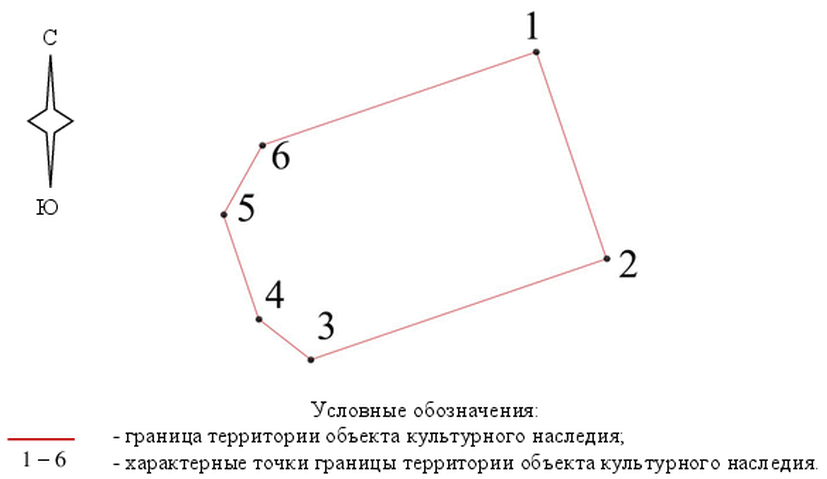 С
Ю
1
2
3
4
5
6
Условные обозначения:
- граница территории объекта культурного наследия;
1 – 6 - характерные точки границы территории объекта культурного наследия.